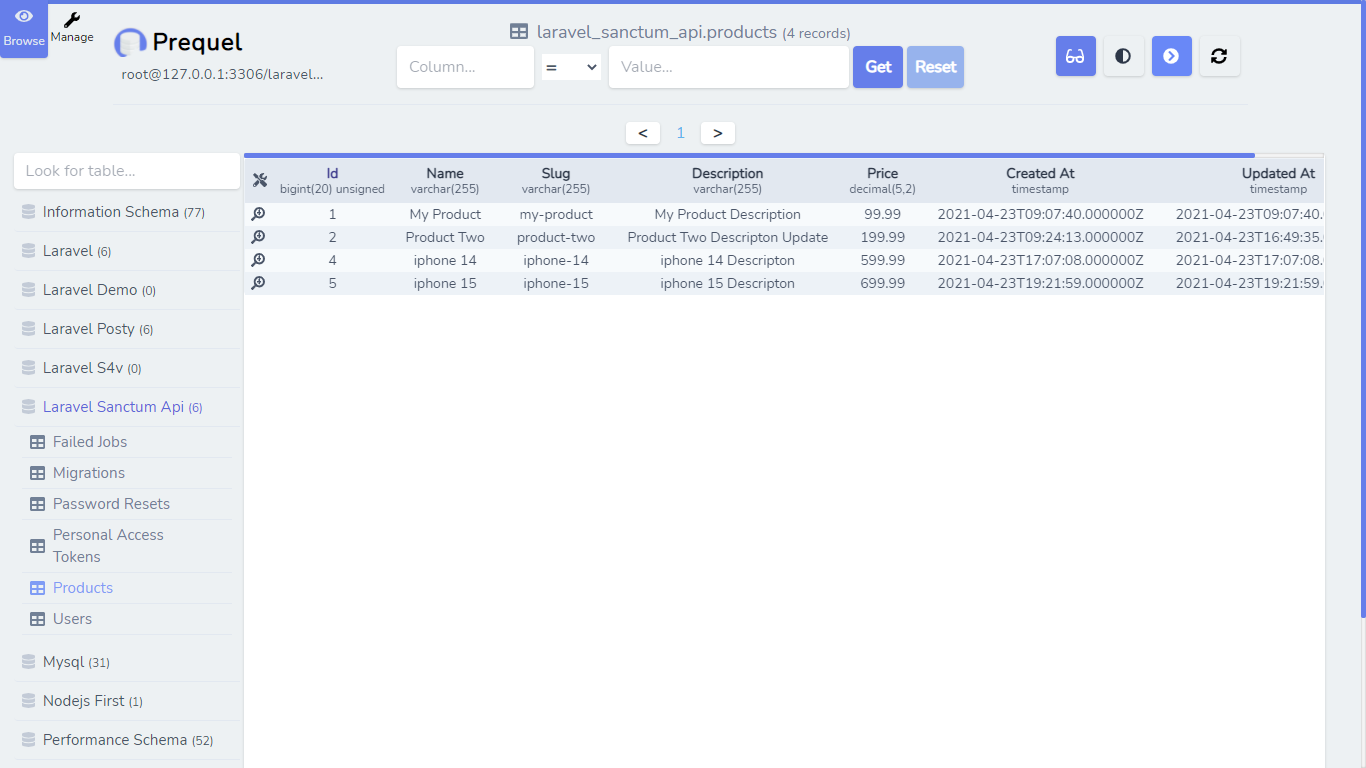 Browse
Manage
Prequel
root@127.0.0.1:3306/laravel...
laravel_sanctum_api.products (4 records)
Column...
=
Value...
Get
Reset
< 1 >
Look for table...
Information Schema (77)
Laravel (6)
Laravel Demo (0)
Laravel Posty (6)
Laravel S4v (0)
Laravel Sanctum Api (6)
Failed Jobs
Migrations
Password Resets
Personal Access
Tokens
Products
Users
Mysql (31)
Nodejs First (1)
Performance Schema (52)
Id Name Slug Description Price Created At Updated At
bigint(20) unsigned varchar(255) varchar(255) varchar(255) decimal(5,2) timestamp timestamp
1 My Product my-product My Product Description 99.99 2021-04-23T09:07:40.000000Z 2021-04-23T09:07:40.
2 Product Two product-two Product Two Descripton Update 199.99 2021-04-23T09:24:13.000000Z 2021-04-23T16:49:35.
4 iphone 14 iphone-14 iphone 14 Descripton 599.99 2021-04-23T17:07:08.000000Z 2021-04-23T17:07:08.
5 iphone 15 iphone-15 iphone 15 Descripton 699.99 2021-04-23T19:21:59.000000Z 2021-04-23T19:21:59.